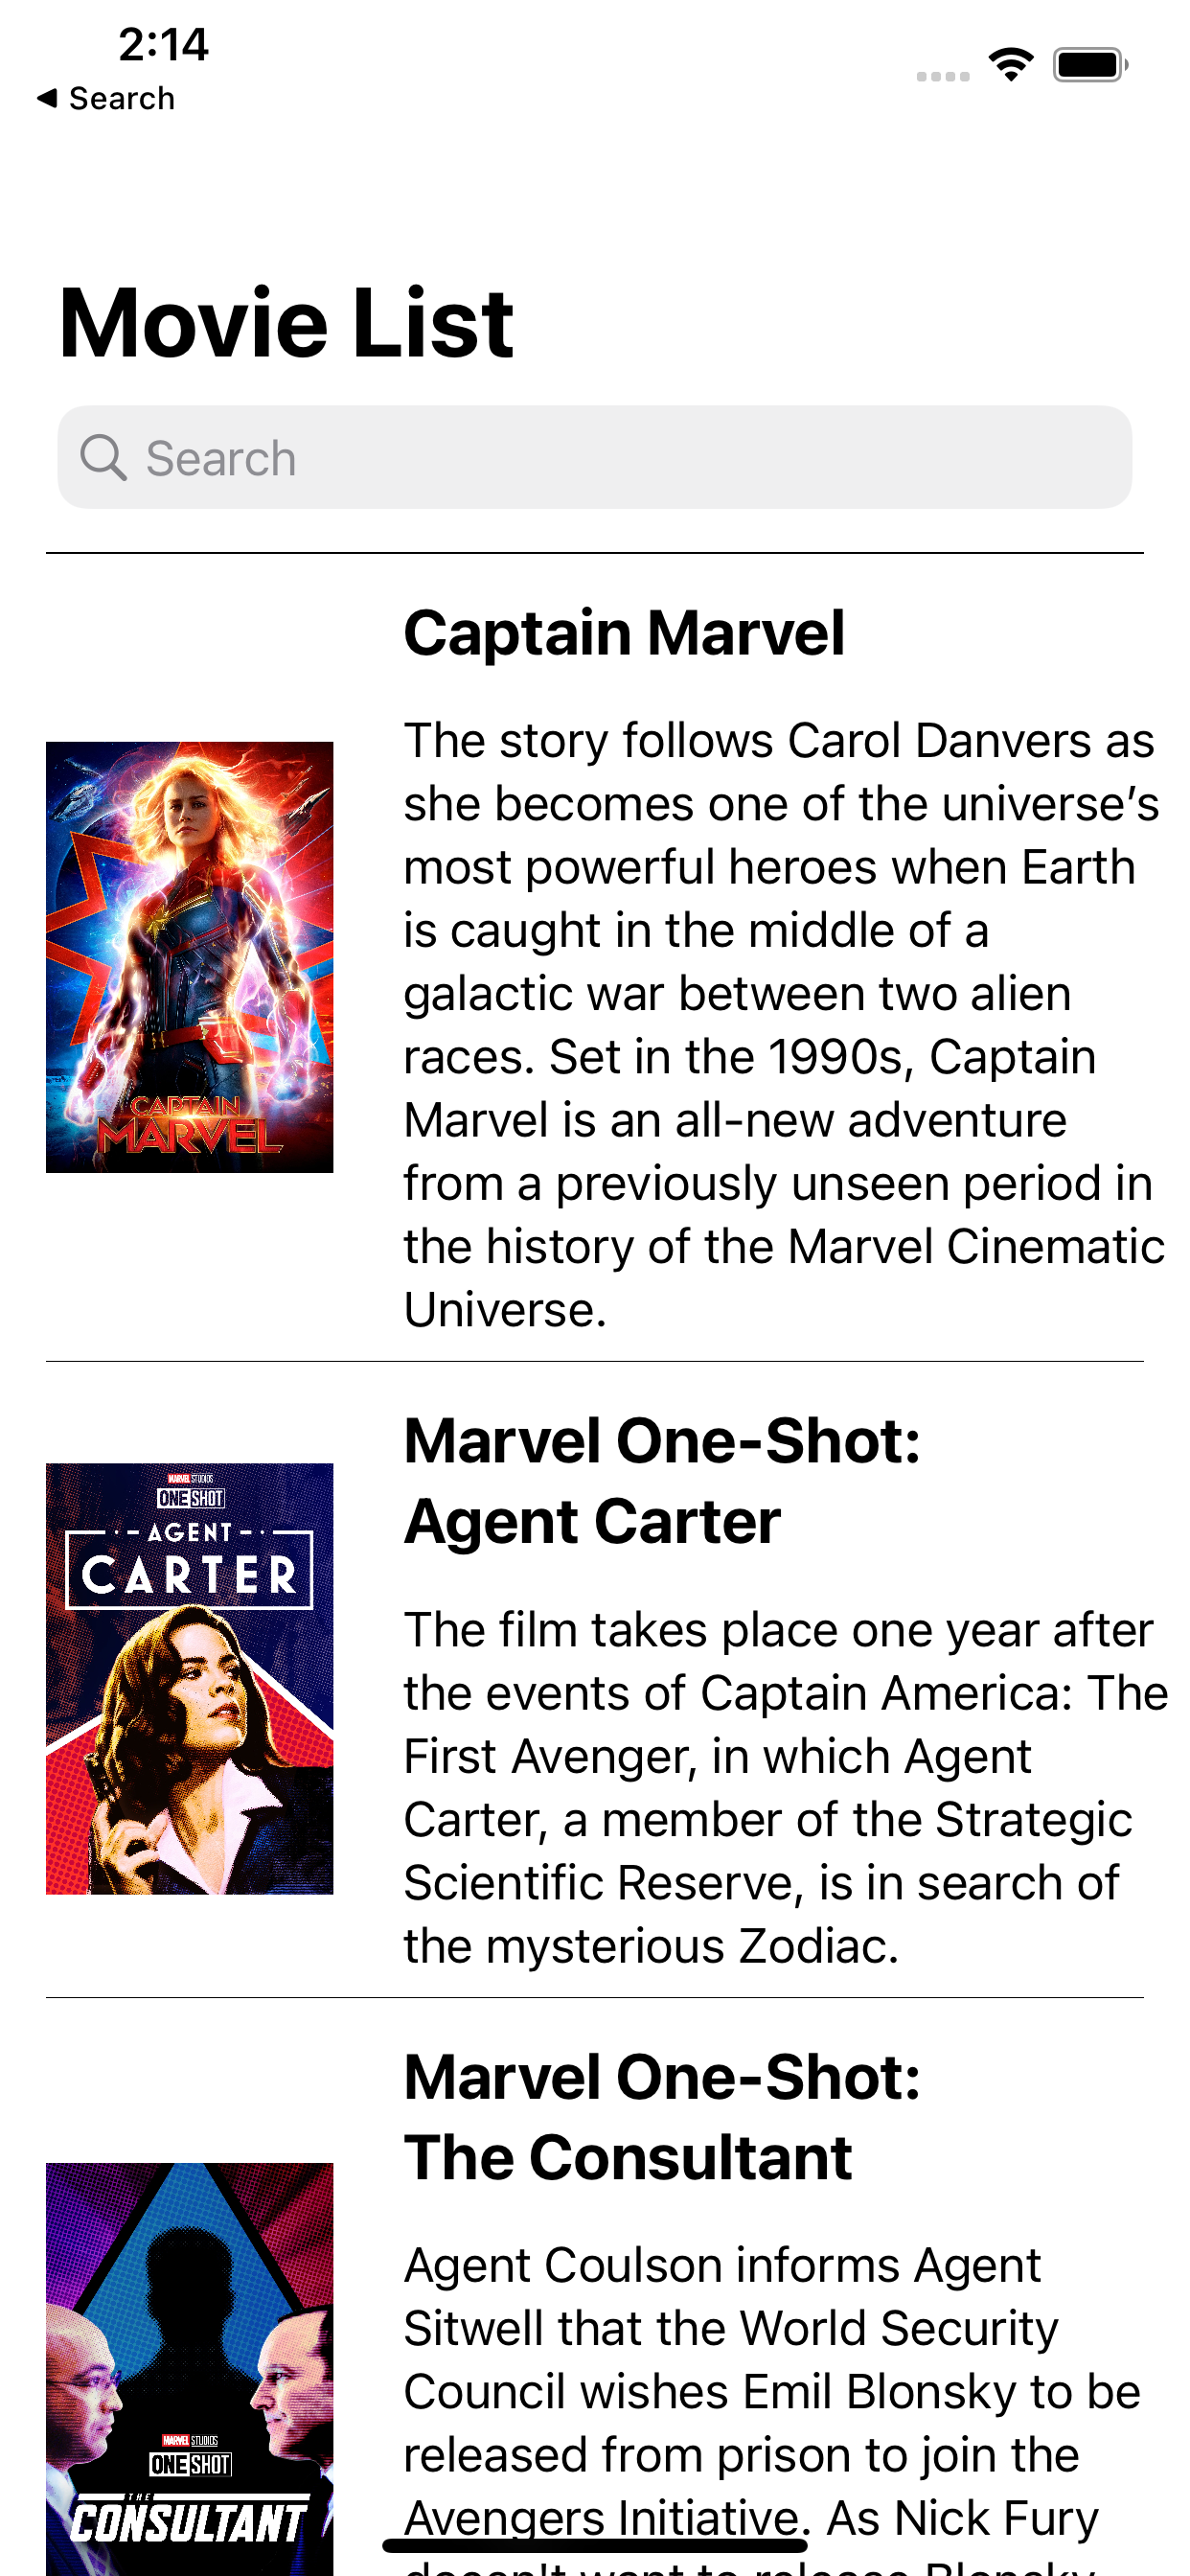 2:14
Search
Movie List
Search
Captain Marvel
The story follows Carol Danvers as
she becomes one of the universe’s
most powerful heroes when Earth
is caught in the middle of a
galactic war between two alien
races. Set in the 1990s, Captain
Marvel is an all-new adventure
from a previously unseen period in
the history of the Marvel Cinematic
Universe.
CAPTAIN
MARVEL
Marvel One-Shot:
Agent Carter
The film takes place one year after
the events of Captain America: The
First Avenger, in which Agent
Carter, a member of the Strategic
Scientific Reserve, is in search of
the mysterious Zodiac.
MARVEL STUDIOS
ONE SHOT
AGENT
CARTER
Marvel One-Shot:
The Consultant
Agent Coulson informs Agent
Sitwell that the World Security
Council wishes Emil Blonsky to be
released from prison to join the
Avengers Initiative. As Nick Fury
doesn't want to release Blonsky
MARVEL STUDIOS
ONE SHOT
THE
CONSULTANT